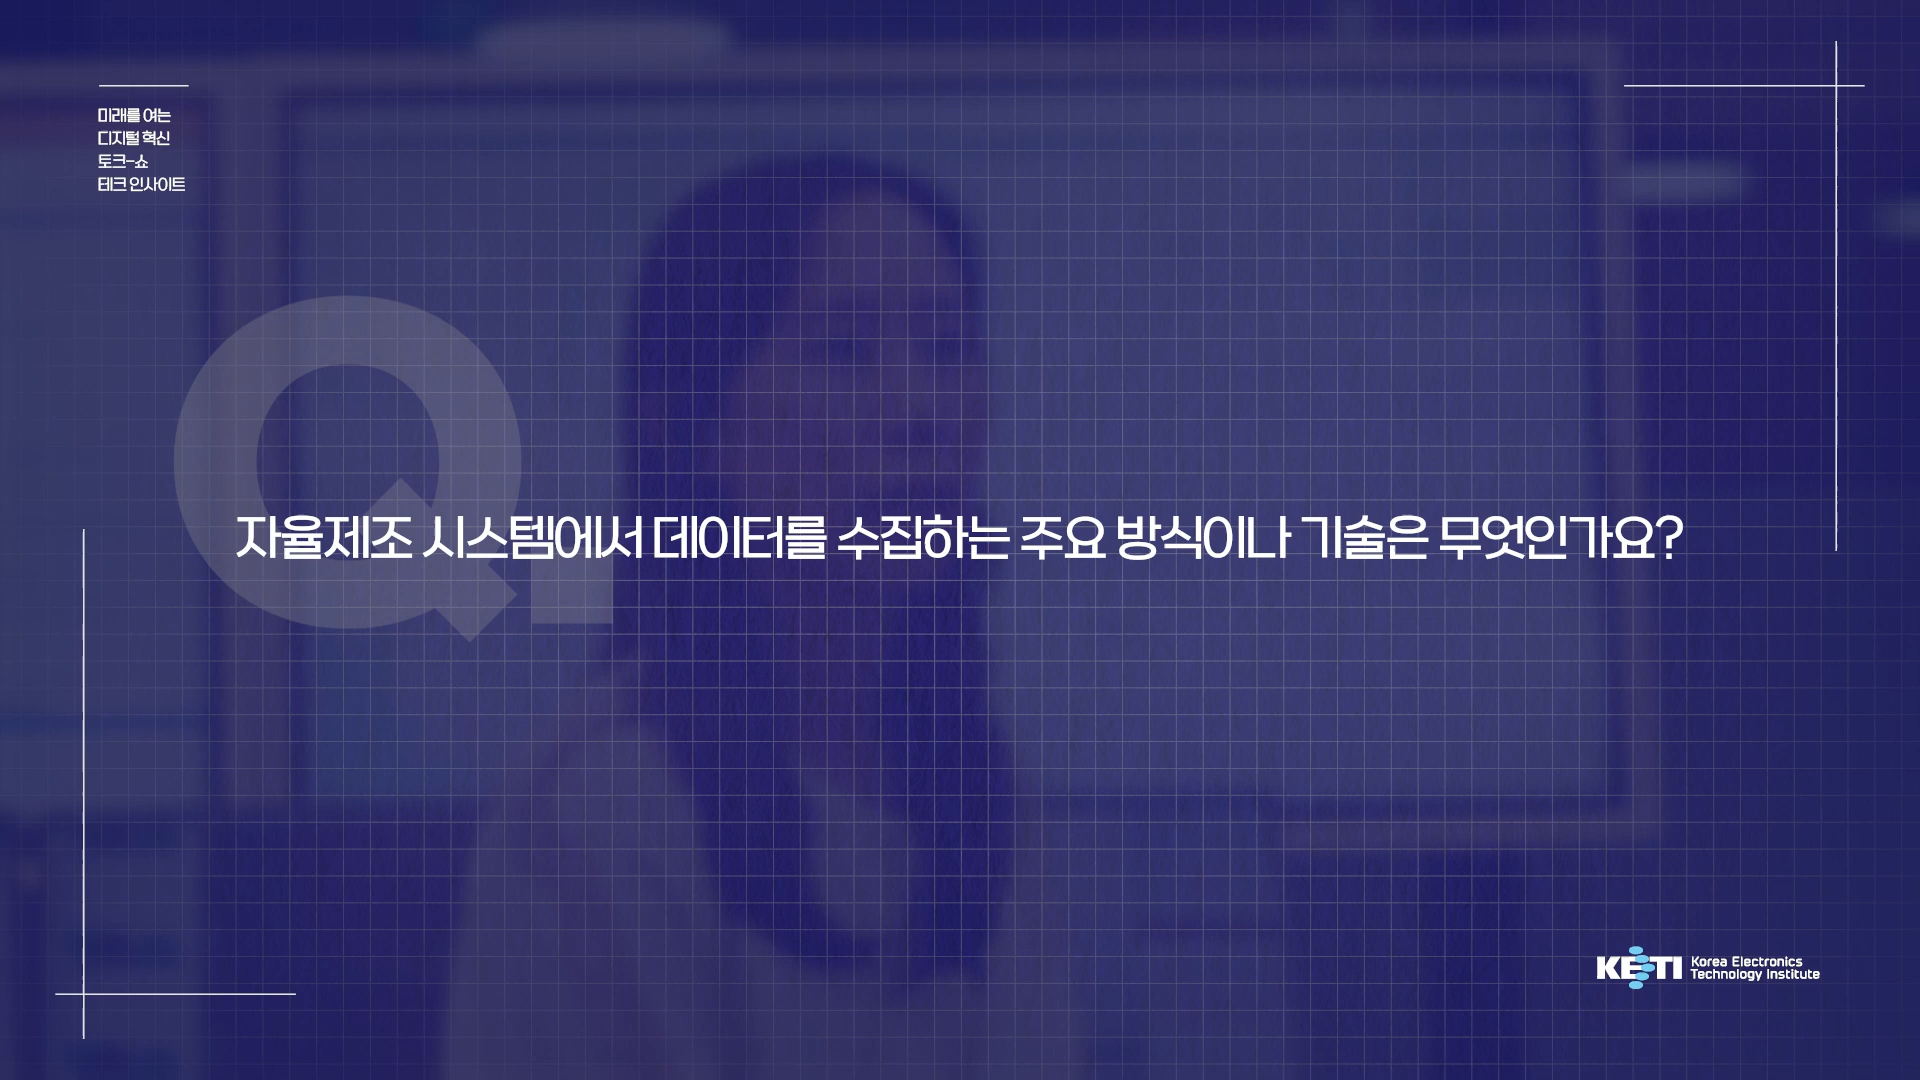 미래를 여는
디지털 혁신
토크-쇼
테크 인사이트
Q.
자율제조 시스템에서 데이터를 수집하는 주요 방식이나 기술은 무엇인가요?
KETI Korea Electronics
Technology Institute